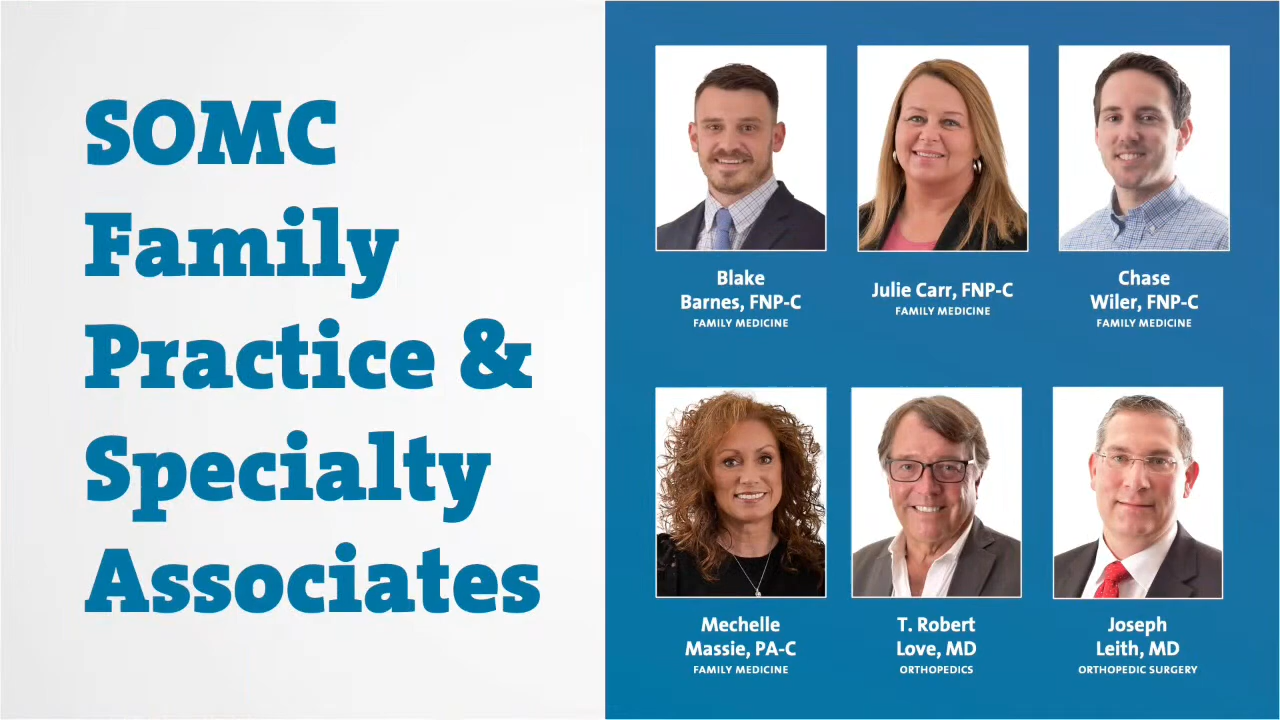 SOMC
Family
Practice &
Specialty
Associates
Blake
Barnes, FNP-C
FAMILY MEDICINE
Julie Carr, FNP-C
FAMILY MEDICINE
Chase
Wiler, FNP-C
FAMILY MEDICINE
Mechelle
Massie, PA-C
FAMILY MEDICINE
T. Robert
Love, MD
ORTHOPEDICS
Joseph
Leith, MD
ORTHOPEDIC SURGERY